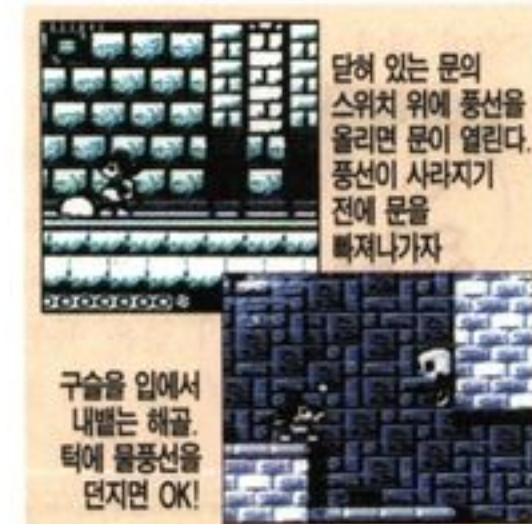 닫혀 있는 문의
스위치 위에 풍선을
올리면 문이 열린다.
풍선이 사라지기
전에 문을
빠져나가자
구슬을 입에서
내뱉는 해골.
턱에 물풍선을
던지면 OK!